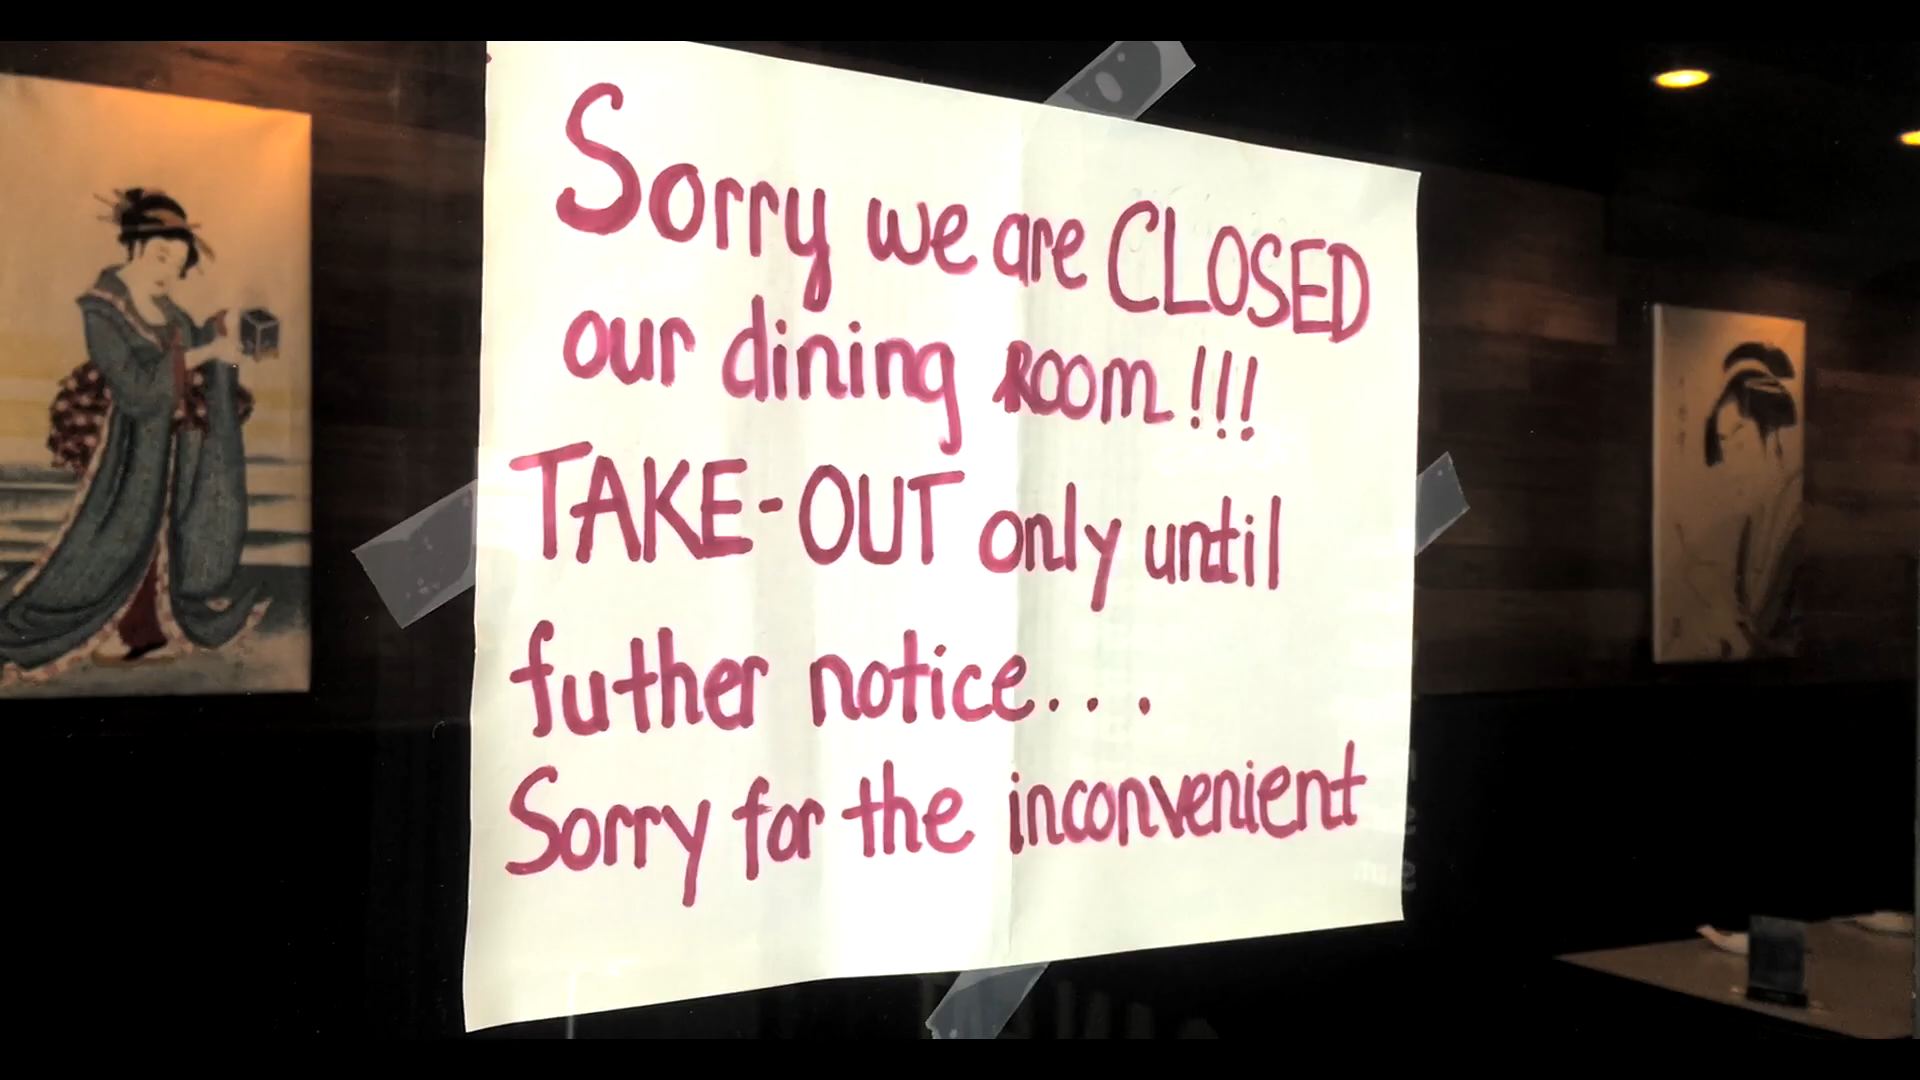 Sorry we are CLOSED
our dining ROOM!!!
TAKE-OUT only until
futher notice...
Sorry for the inconvenient